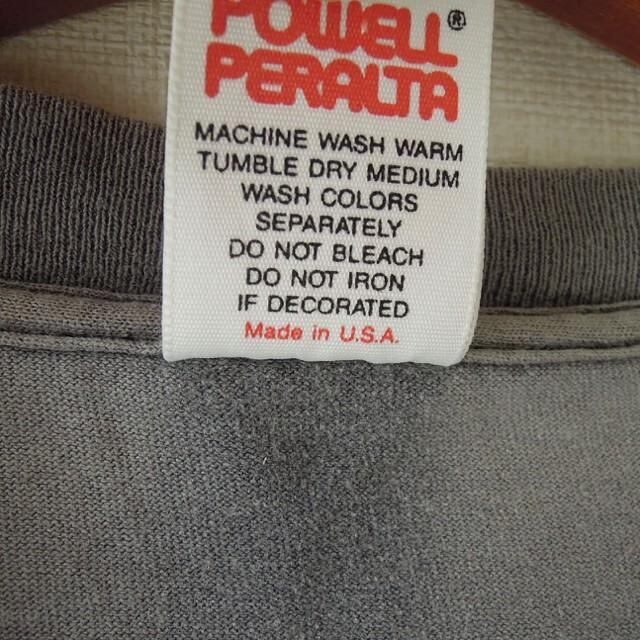 POWELL®
PERALTA
MACHINE WASH WARM
TUMBLE DRY MEDIUM
WASH COLORS
SEPARATELY
DO NOT BLEACH
DO NOT IRON
IF DECORATED
Made in U.S.A.